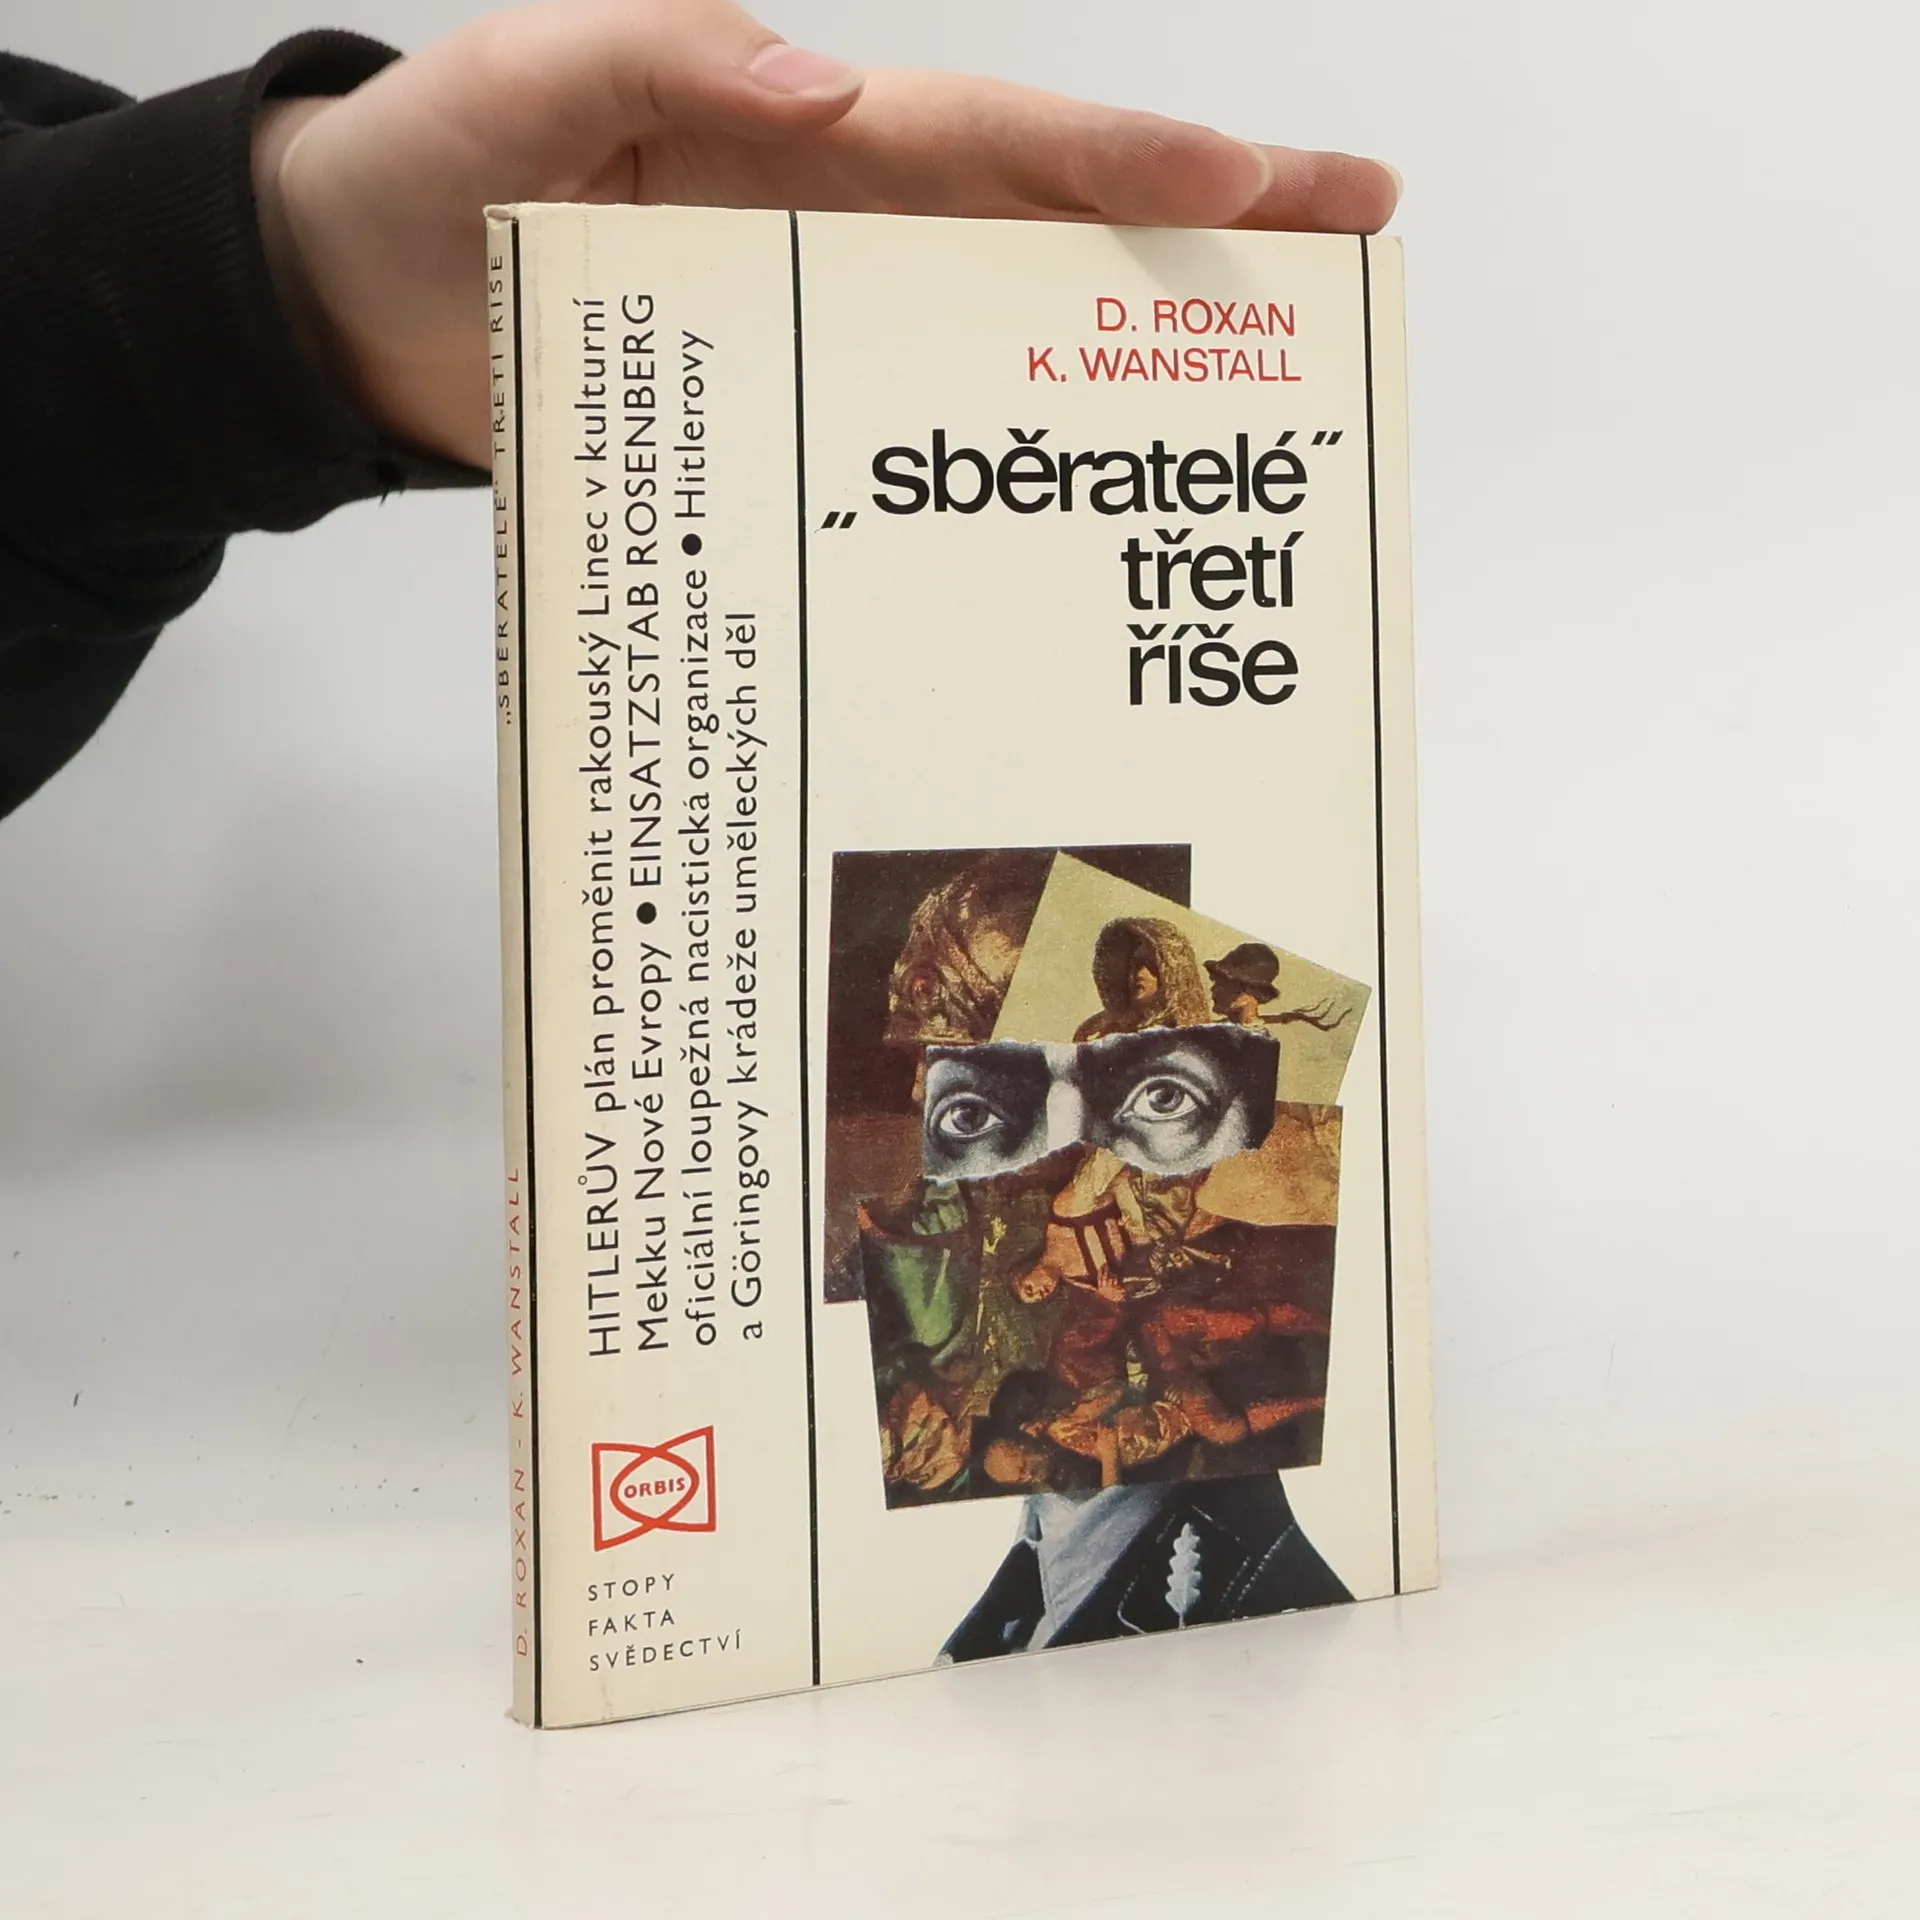 D. ROXAN
K. WANSTALL
„sběratelé“
třetí
říše
HITLERŮV plán proměnit rakouský Linec v kulturní
Mekku Nové Evropy ● EINSATZSTAB ROSENBERG
oficiální loupežná nacistická organizace ● Hitlerovy
a Göringovy krádeže uměleckých děl
ORBIS
STOPY
FAKTA
SVĚDECTVÍ
D. ROXAN - K. WANSTALL „SBĚRATELÉ“ TŘETÍ ŘÍŠE